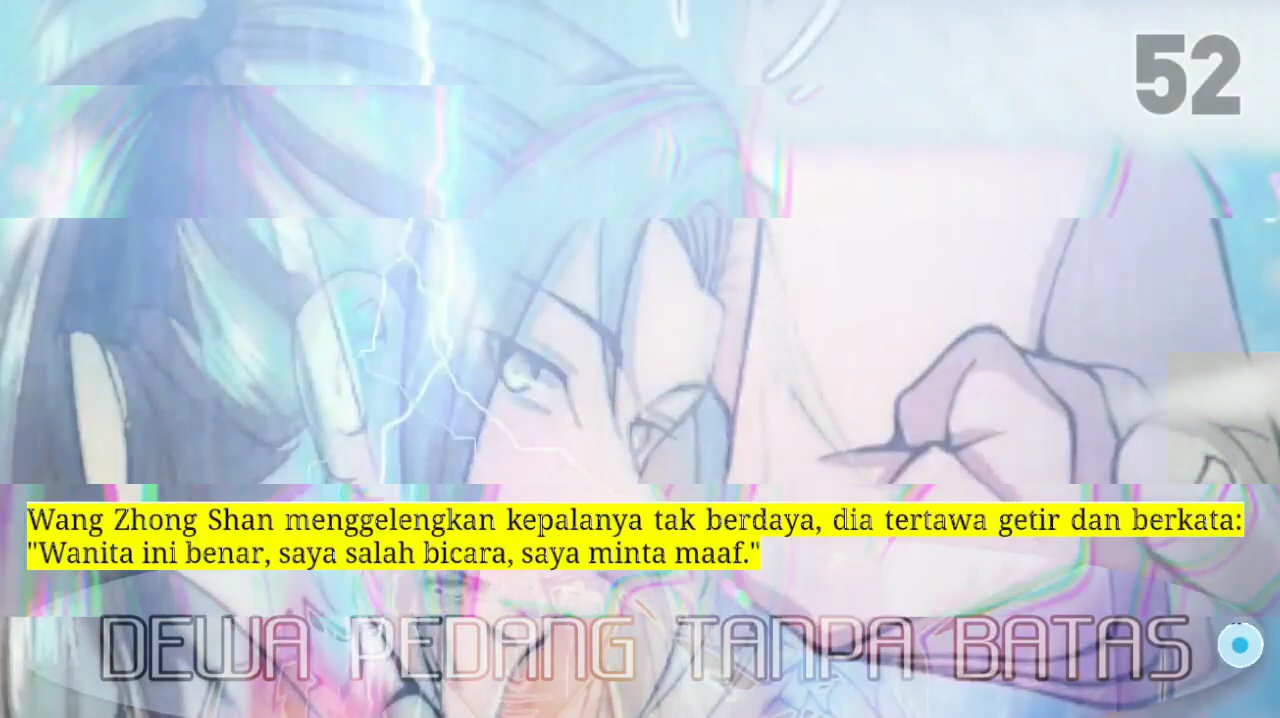 52
Wang Zhong Shan menggelengkan kepalanya tak berdaya, dia tertawa getir dan berkata:
"Wanita ini benar, saya salah bicara, saya minta maaf."
DEWA PEDANG TANPA BATAS